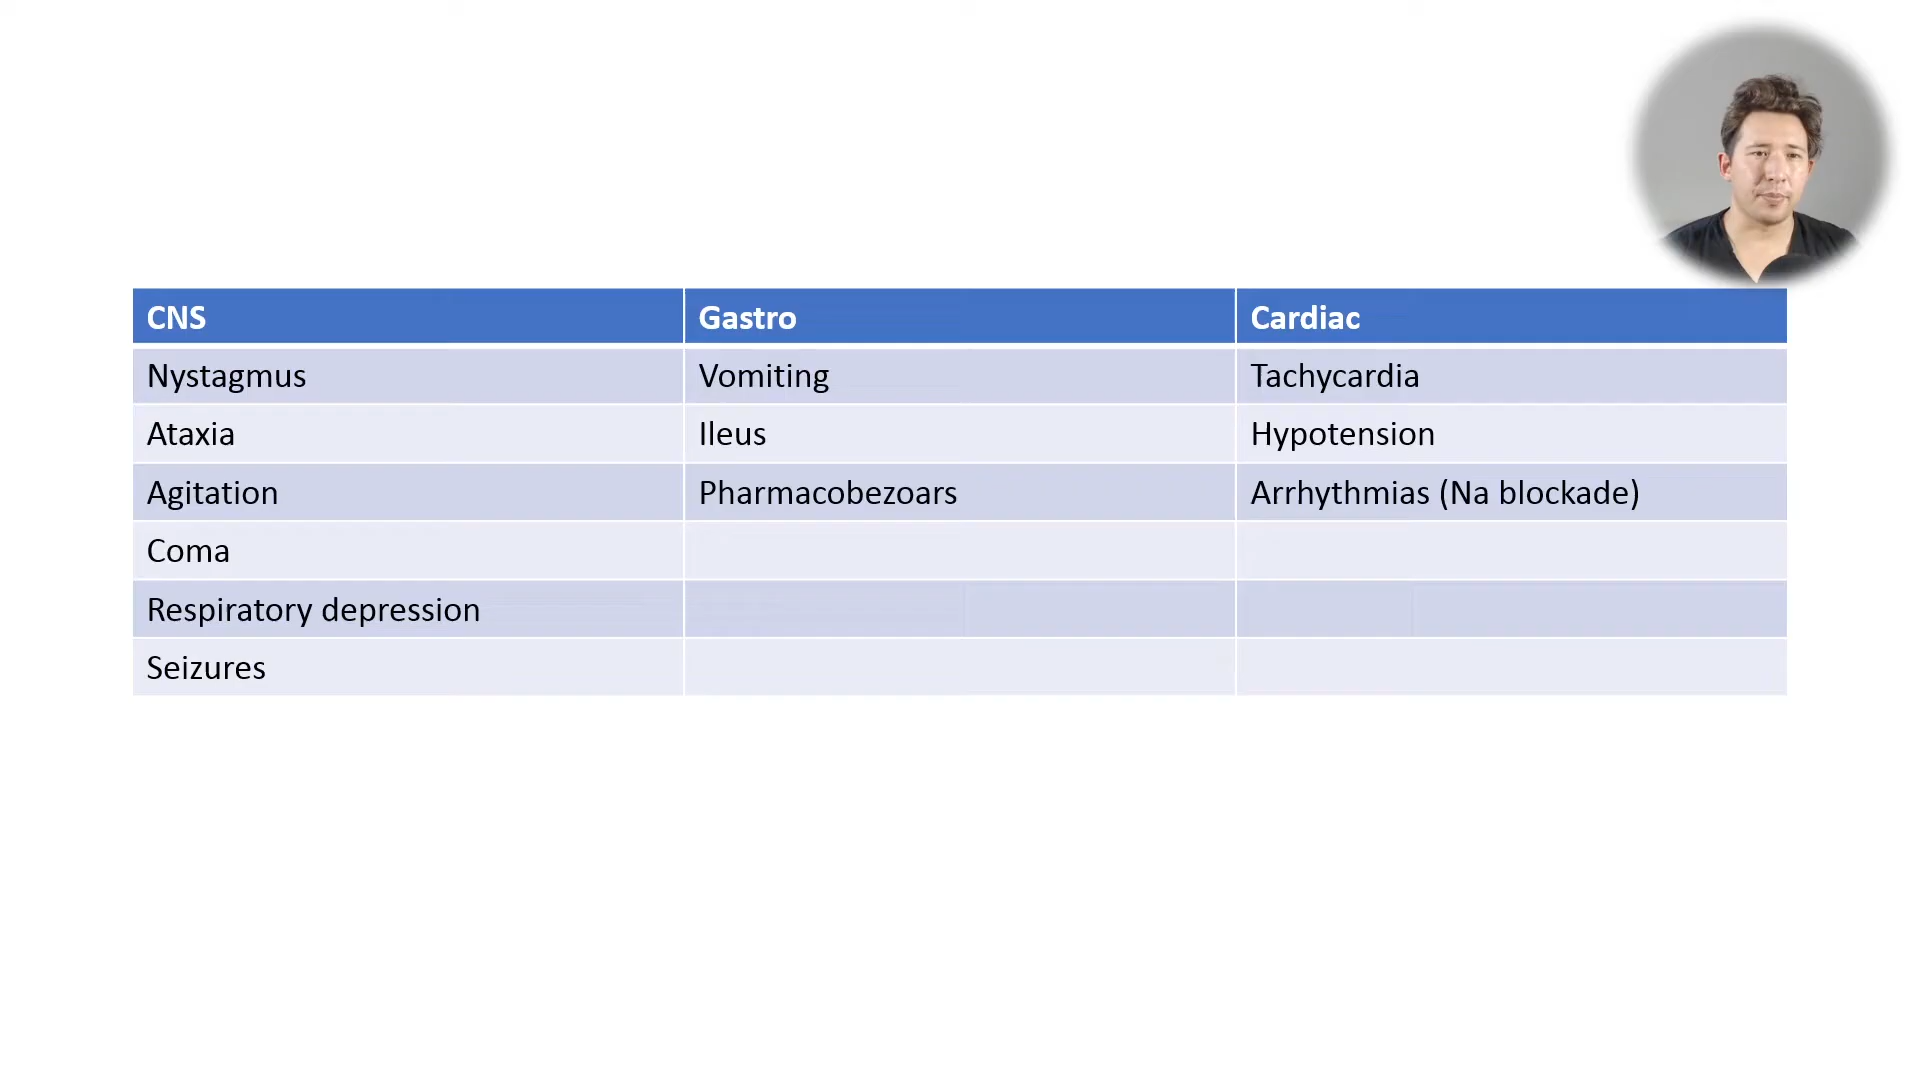 CNS Gastro Cardiac
Nystagmus Vomiting Tachycardia
Ataxia Ileus Hypotension
Agitation Pharmacobezoars Arrhythmias (Na blockade)
Coma
Respiratory depression
Seizures